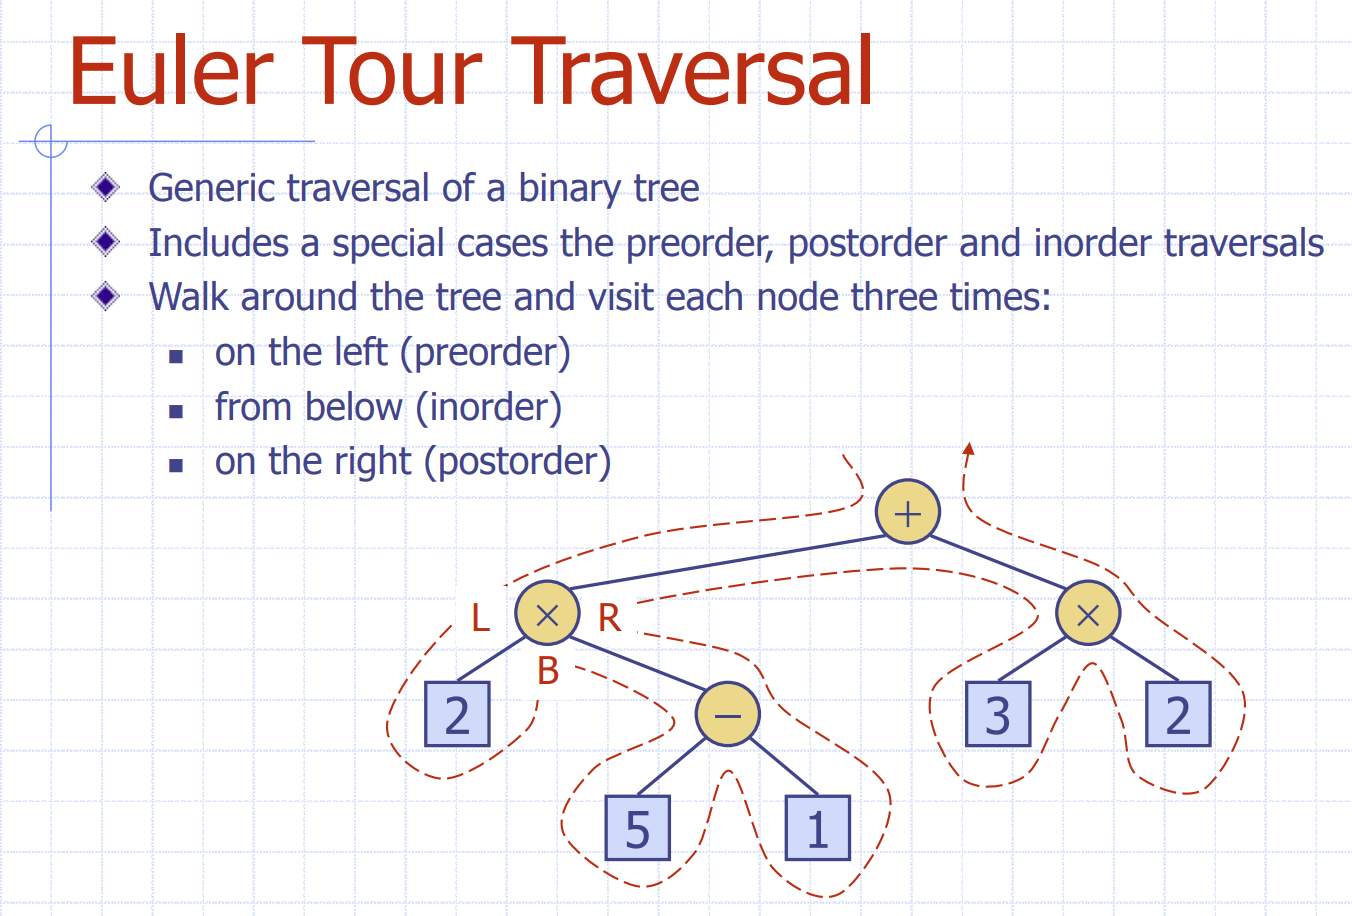 Euler Tour Traversal
Generic traversal of a binary tree
Includes a special cases the preorder, postorder and inorder traversals
Walk around the tree and visit each node three times:
on the left (preorder)
from below (inorder)
on the right (postorder)
+
L × R ×
B
2 − 3 2
5 1